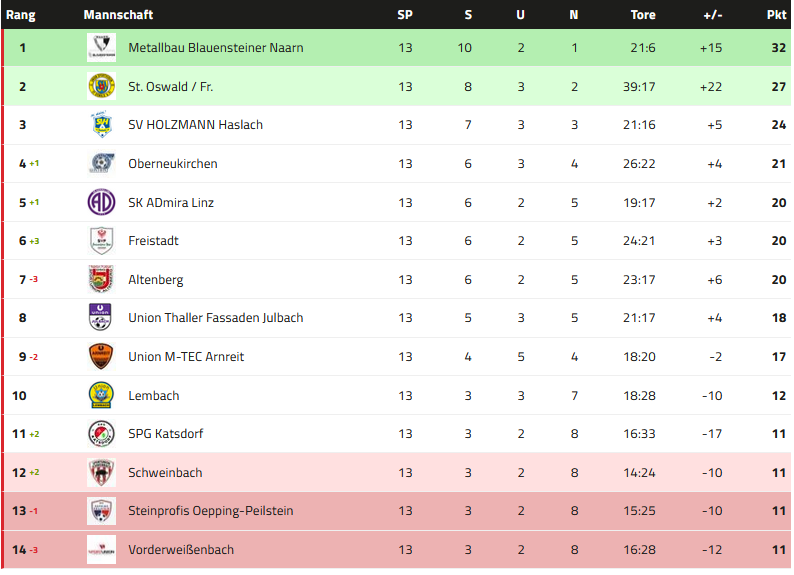 Rang Mannschaft SP S U N Tore +/- Pkt
1 Metallbau Blauensteiner Naarn 13 10 2 1 21:6 +15 32
2 St. Oswald / Fr. 13 8 3 2 39:17 +22 27
3 SV HOLZMANN Haslach 13 7 3 3 21:16 +5 24
4 +1 Oberneukirchen 13 6 3 4 26:22 +4 21
5 +1 SK ADmira Linz 13 6 2 5 19:17 +2 20
6 +3 Freistadt 13 6 2 5 24:21 +3 20
7 -3 Altenberg 13 6 2 5 23:17 +6 20
8 Union Thaller Fassaden Julbach 13 5 3 5 21:17 +4 18
9 -2 Union M-TEC Arnreit 13 4 5 4 18:20 -2 17
10 Lembach 13 3 3 7 18:28 -10 12
11 +2 SPG Katsdorf 13 3 2 8 16:33 -17 11
12 +2 Schweinbach 13 3 2 8 14:24 -10 11
13 -1 Steinprofis Oepping-Peilstein 13 3 2 8 15:25 -10 11
14 -3 Vorderweißenbach 13 3 2 8 16:28 -12 11